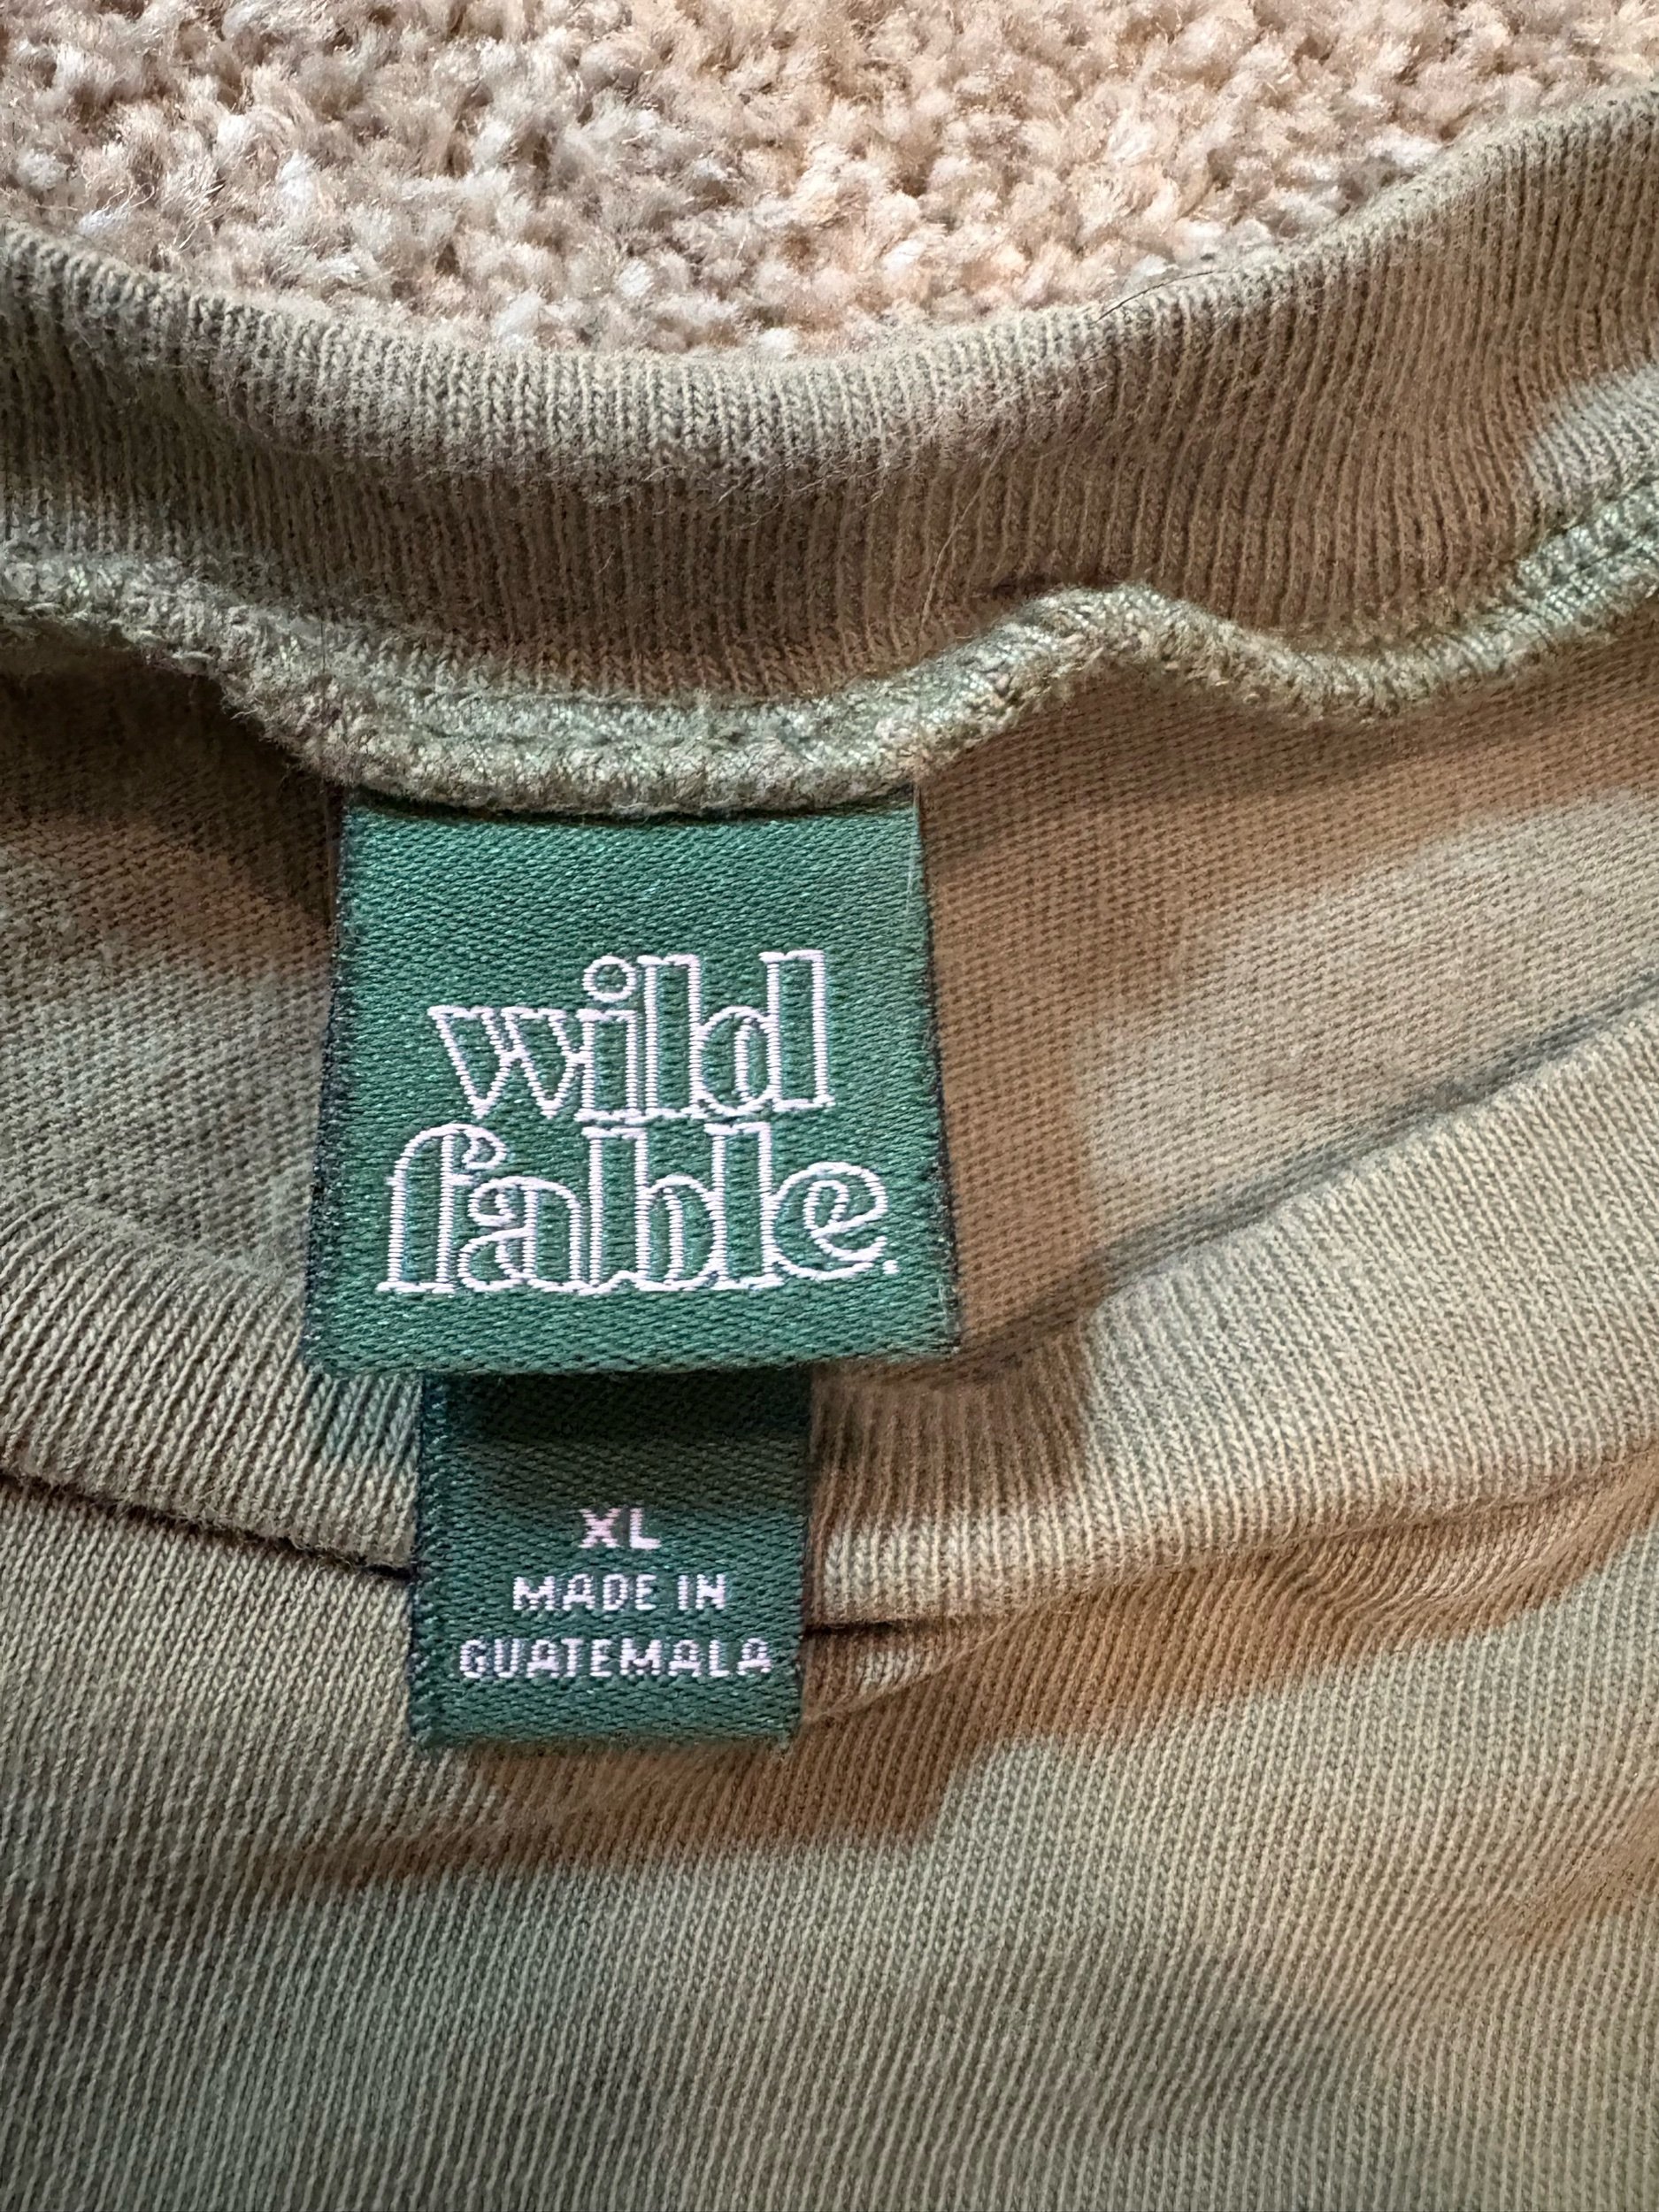 wild
fable.
XL
MADE IN
GUATEMALA